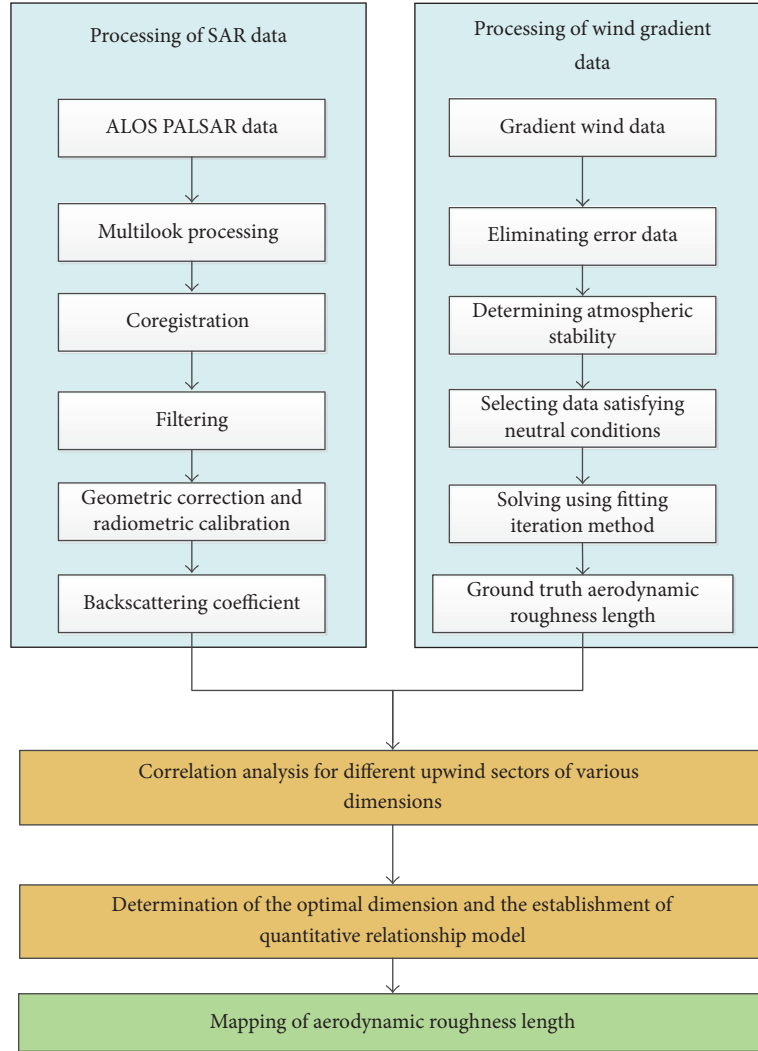 Processing of SAR data
ALOS PALSAR data
Multilook processing
Coregistration
Filtering
Geometric correction and
radiometric calibration
Backscattering coefficient
Processing of wind gradient
data
Gradient wind data
Eliminating error data
Determining atmospheric
stability
Selecting data satisfying
neutral conditions
Solving using fitting
iteration method
Ground truth aerodynamic
roughness length
Correlation analysis for different upwind sectors of various
dimensions
Determination of the optimal dimension and the establishment of
quantitative relationship model
Mapping of aerodynamic roughness length